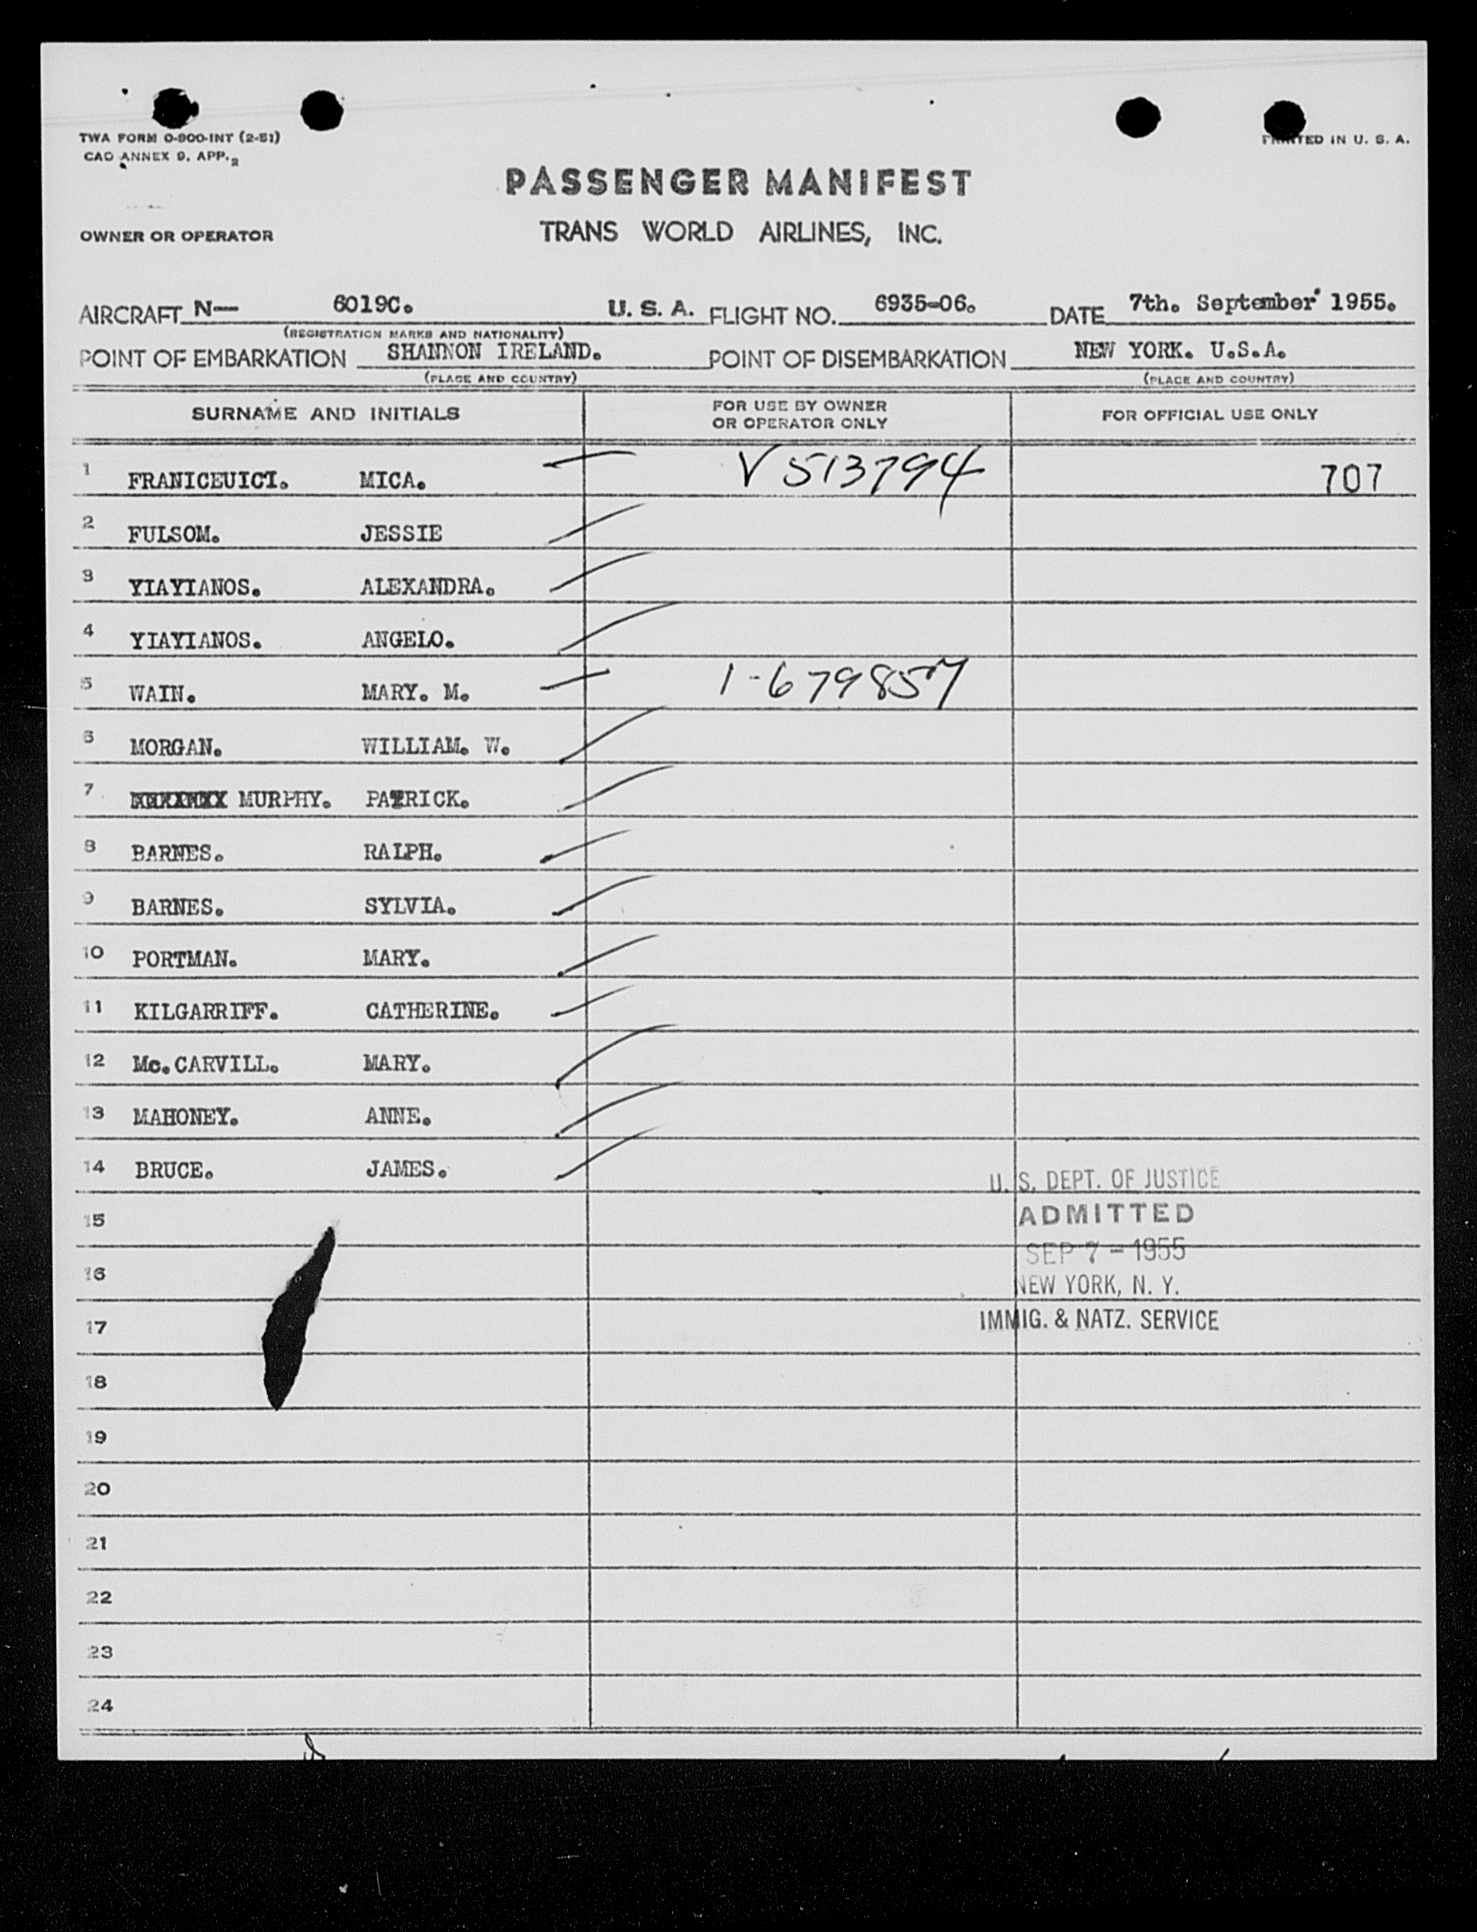 TWA FORM O-800-INT (2-51)
CAO ANNEX 9, APP. 2
PRINTED IN U. S. A.
PASSENGER MANIFEST
OWNER OR OPERATOR
TRANS WORLD AIRLINES, INC.
AIRCRAFT N— 6019C. U. S. A. FLIGHT NO. 6935-06. DATE 7th. September 1955.
(REGISTRATION MARKS AND NATIONALITY)
POINT OF EMBARKATION SHANNON IRELAND. POINT OF DISEMBARKATION NEW YORK. U.S.A.
(PLACE AND COUNTRY) (PLACE AND COUNTRY)
SURNAME AND INITIALS FOR USE BY OWNER OR OPERATOR ONLY FOR OFFICIAL USE ONLY
1 FRANICEUICI. MICA. V 513794 707
2 FULSOM. JESSIE
3 YIAYIANOS. ALEXANDRA.
4 YIAYIANOS. ANGELO.
5 WAIN. MARY. M. 1-679857
6 MORGAN. WILLIAM. W.
7 MURPHY. PATRICK.
8 BARNES. RALPH.
9 BARNES. SYLVIA.
10 PORTMAN. MARY.
11 KILGARRIFF. CATHERINE.
12 Mc.CARVILL. MARY.
13 MAHONEY. ANNE.
14 BRUCE. JAMES.
U. S. DEPT. OF JUSTICE
15 ADMITTED
SEP 7 - 1955
16 NEW YORK, N. Y.
17 IMMIG. & NATZ. SERVICE
18
19
20
21
22
23
24